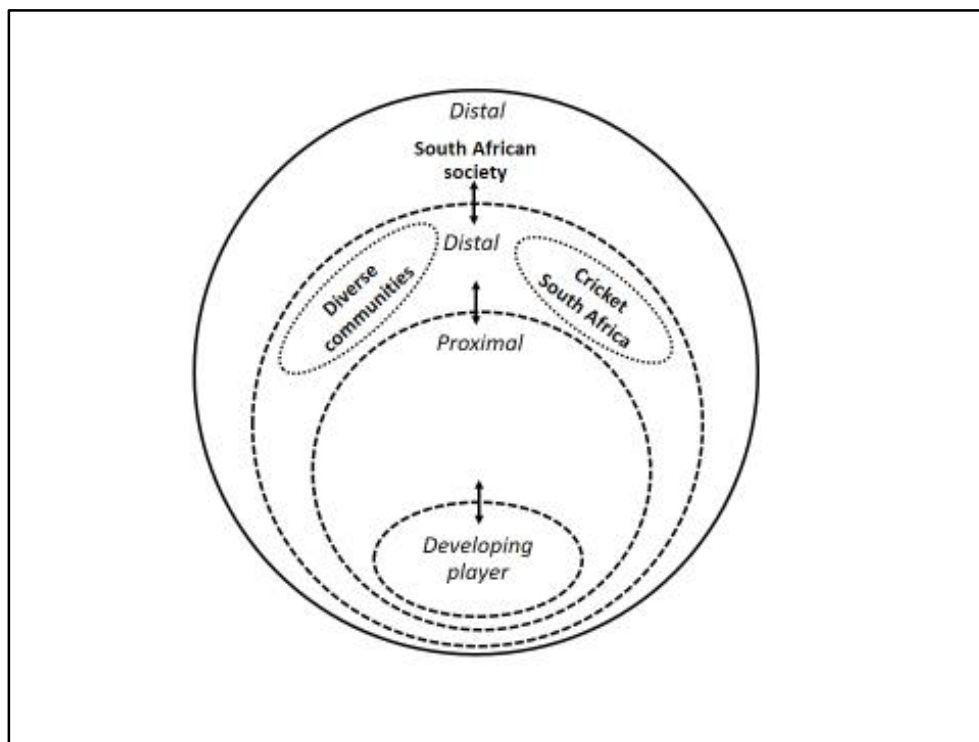 Distal
South African
society
Distal
Diverse
communities
Cricket
South Africa
Proximal
Developing
player